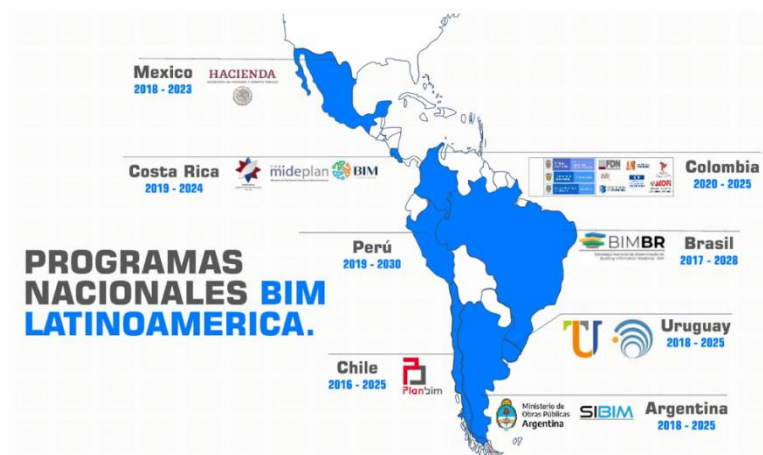 Mexico
2018 - 2023
HACIENDA
Costa Rica
2019 - 2024
mideplan
BIM
Colombia
2020 - 2025
FDN
Perú
2019 - 2030
BIMBR
Brasil
2017 - 2028
PROGRAMAS
NACIONALES BIM
LATINOAMERICA.
Uruguay
2018 - 2025
Chile
2016 - 2025
Planbim
Ministerio de
Obras Públicas
Argentina
SIBIM
Argentina
2018 - 2025